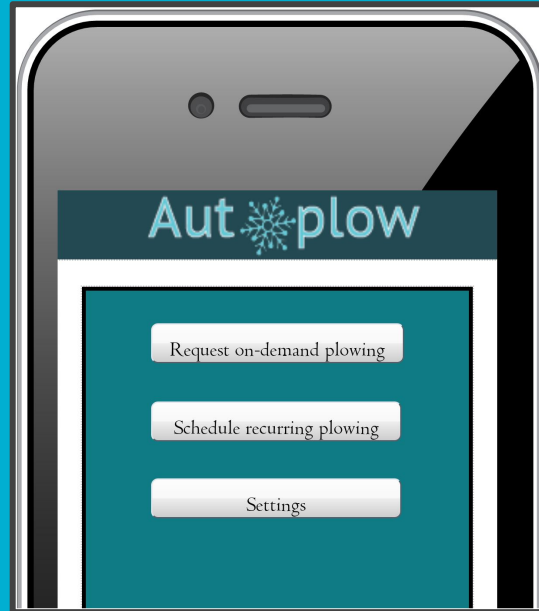 Aut plow
Request on-demand plowing
Schedule recurring plowing
Settings